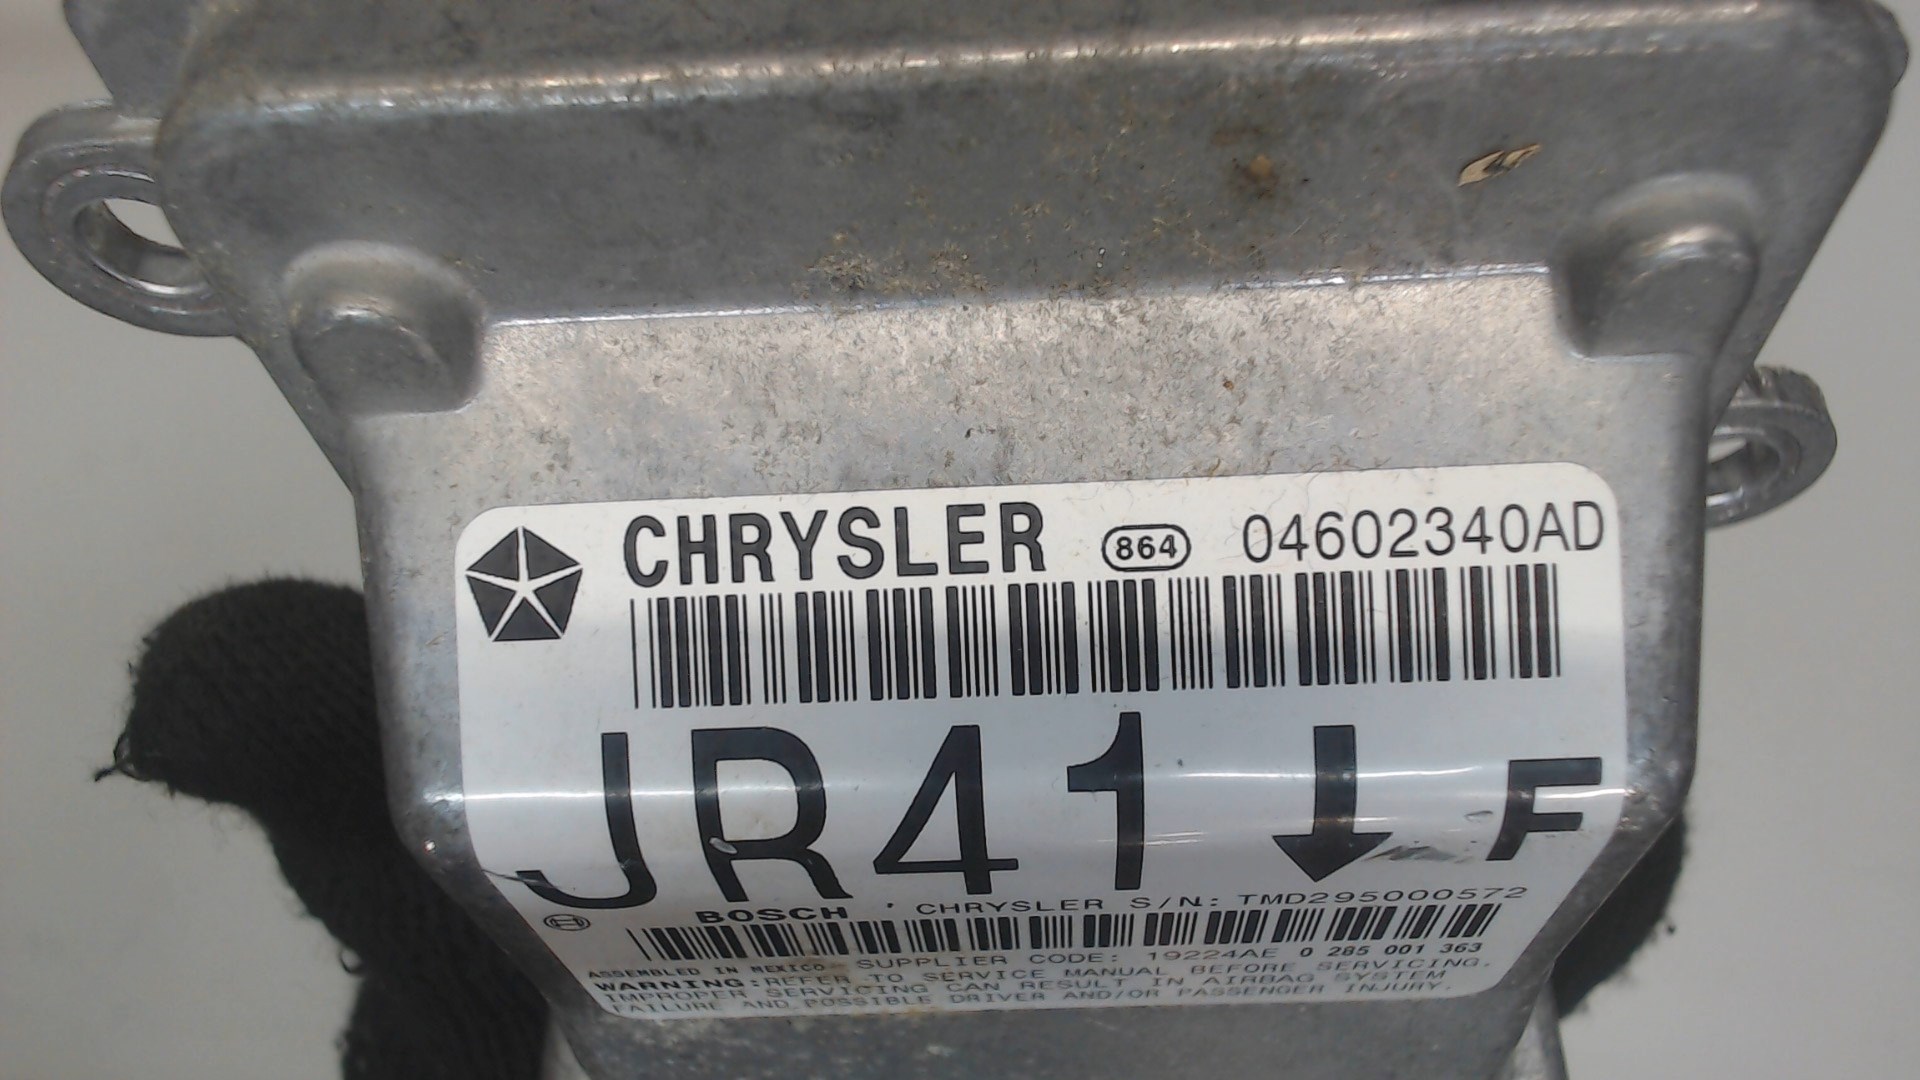 CHRYSLER 864 04602340AD
JR41 F
BOSCH CHRYSLER S/N: TMD295000572
ASSEMBLED IN MEXICO SUPPLIER CODE: 19224AE 0 285 001 363
WARNING: REFER TO SERVICE MANUAL BEFORE SERVICING.
IMPROPER SERVICING CAN RESULT IN AIRBAG SYSTEM
FAILURE AND POSSIBLE DRIVER AND/OR PASSENGER INJURY.